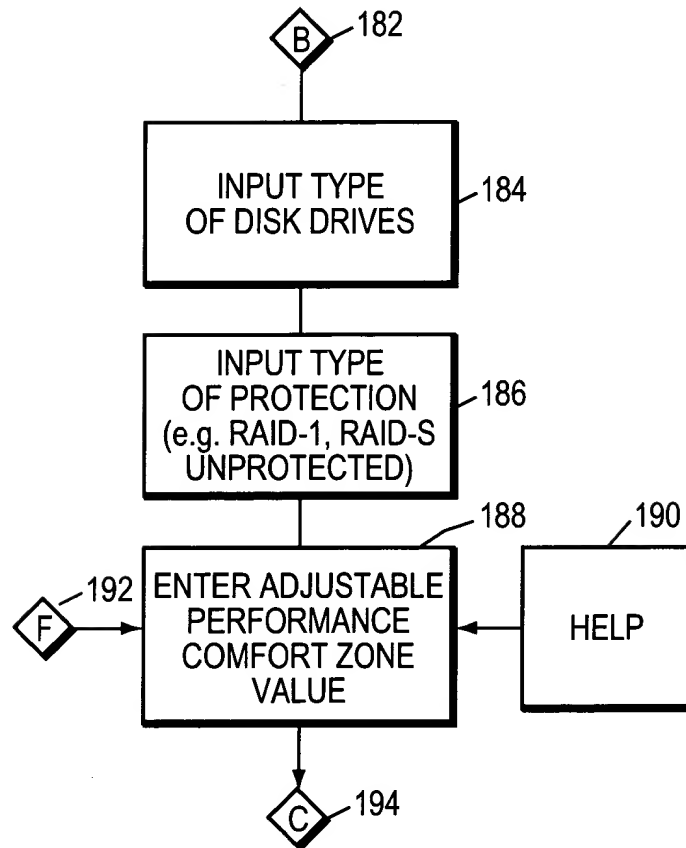 B
182
INPUT TYPE
OF DISK DRIVES
184
INPUT TYPE
OF PROTECTION
(e.g. RAID-1, RAID-S
UNPROTECTED)
186
188
190
F
192
ENTER ADJUSTABLE
PERFORMANCE
COMFORT ZONE
VALUE
HELP
C
194